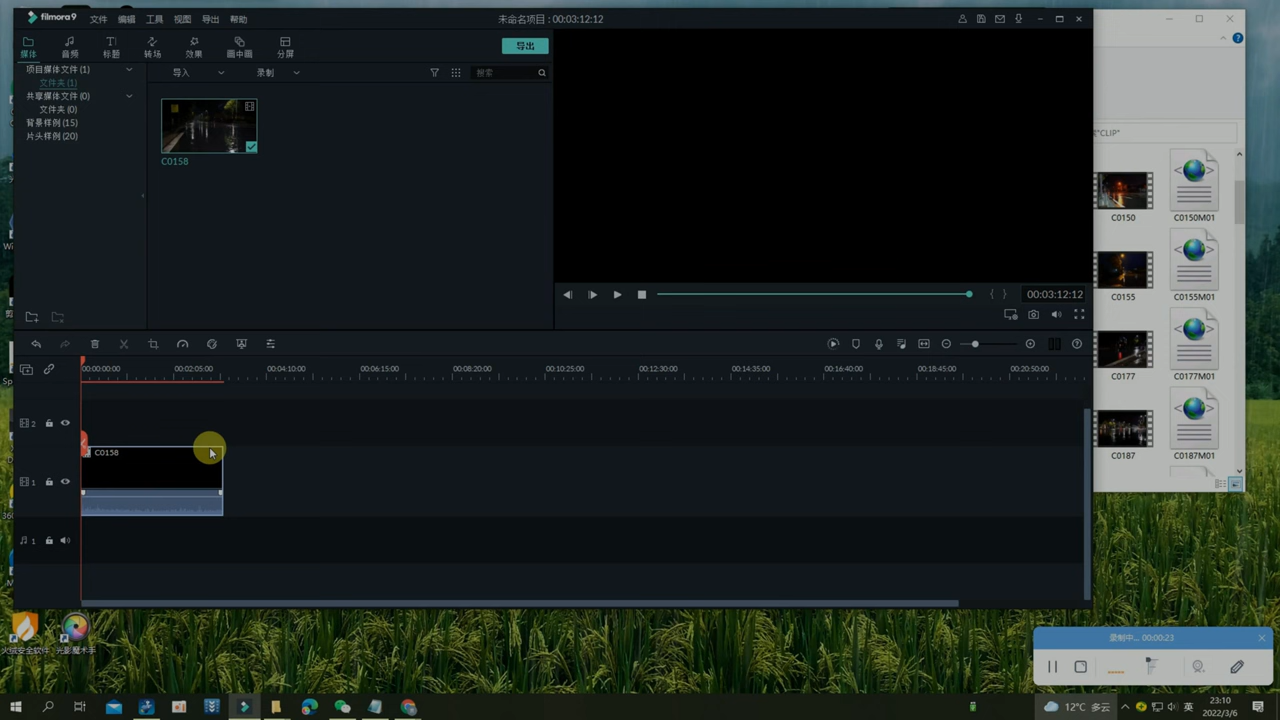 filmora9 文件 编辑 工具 视图 导出 帮助 未命名项目 : 00:03:12:12
媒体 音频 标题 转场 效果 画中画 分屏 导出
项目媒体文件 (1)
文件夹 (1)
共享媒体文件 (0)
文件夹 (0)
背景样例 (15)
片头样例 (20)
导入 录制 搜索
C0158
00:03:12:12
00:00:00:00 00:02:05:00 00:04:10:00 00:06:15:00 00:08:20:00 00:10:25:00 00:12:30:00 00:14:35:00 00:16:40:00 00:18:45:00 00:20:50:00
2
C0158
1
1
"CLIP"
C0150 C0150M01
C0155 C0155M01
C0177 C0177M01
C0187 C0187M01
火绒安全软件 光影魔术手
录制中... 00:00:23
12°C 多云 英 23:10
2022/3/6